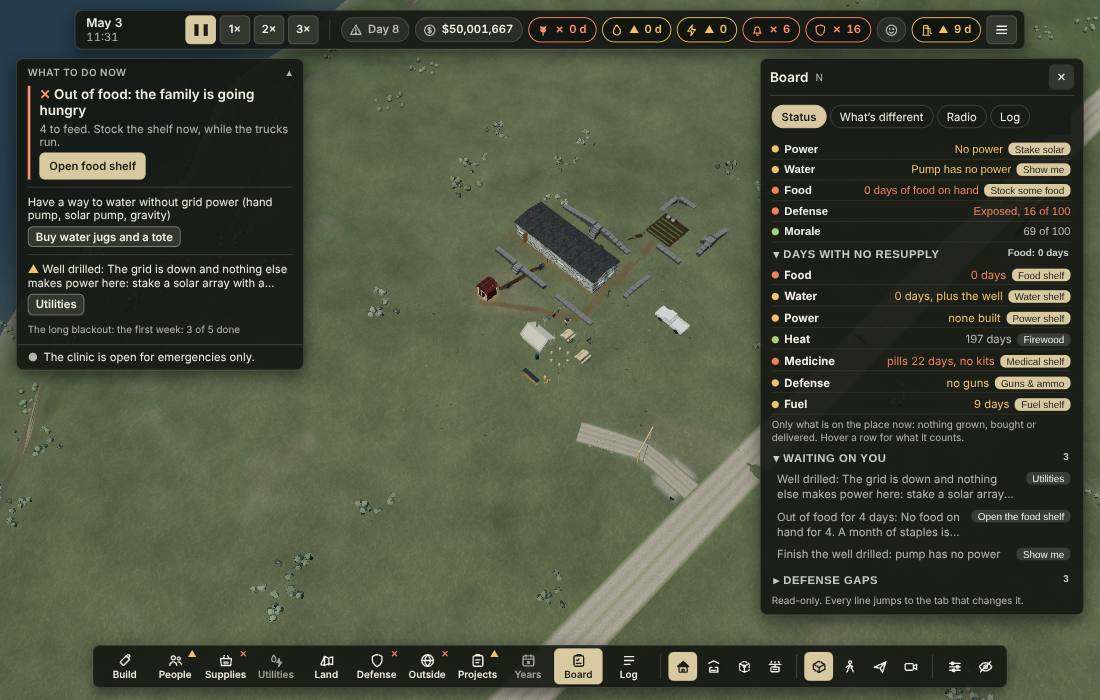 May 3
11:31
1×
2×
3×
Day 8
$50,001,667
× 0 d
▲ 0 d
▲ 0
× 6
× 16
▲ 9 d
WHAT TO DO NOW
× Out of food: the family is going
hungry
4 to feed. Stock the shelf now, while the trucks
run.
Open food shelf
Have a way to water without grid power (hand
pump, solar pump, gravity)
Buy water jugs and a tote
▲ Well drilled: The grid is down and nothing else
makes power here: stake a solar array with a...
Utilities
The long blackout: the first week: 3 of 5 done
The clinic is open for emergencies only.
Board N
×
Status
What's different
Radio
Log
Power No power Stake solar
Water Pump has no power Show me
Food 0 days of food on hand Stock some food
Defense Exposed, 16 of 100
Morale 69 of 100
▼ DAYS WITH NO RESUPPLY Food: 0 days
Food 0 days Food shelf
Water 0 days, plus the well Water shelf
Power none built Power shelf
Heat 197 days Firewood
Medicine pills 22 days, no kits Medical shelf
Defense no guns Guns & ammo
Fuel 9 days Fuel shelf
Only what is on the place now: nothing grown, bought or
delivered. Hover a row for what it counts.
▼ WAITING ON YOU 3
Well drilled: The grid is down and nothing Utilities
else makes power here: stake a solar array...
Out of food for 4 days: No food on Open the food shelf
hand for 4. A month of staples is...
Finish the well drilled: pump has no power Show me
► DEFENSE GAPS 3
Read-only. Every line jumps to the tab that changes it.
Build
People
Supplies
Utilities
Land
Defense
Outside
Projects
Years
Board
Log